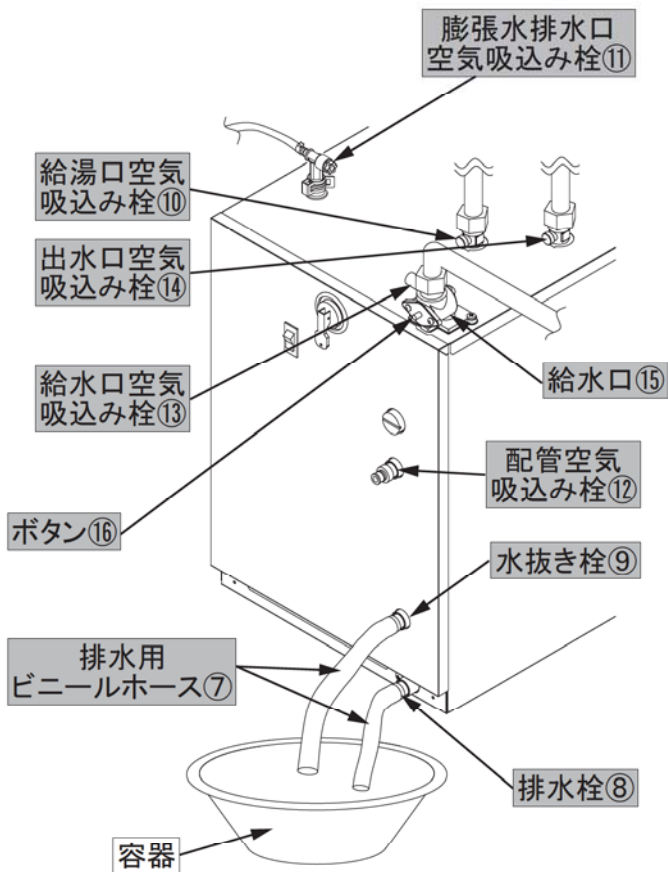 膨張水排水口
空気吸込み栓⑪
給湯口空気
吸込み栓⑩
出水口空気
吸込み栓⑭
給水口空気
吸込み栓⑬
給水口⑮
配管空気
吸込み栓⑫
ボタン⑯
水抜き栓⑨
排水用
ビニールホース⑦
排水栓⑧
容器